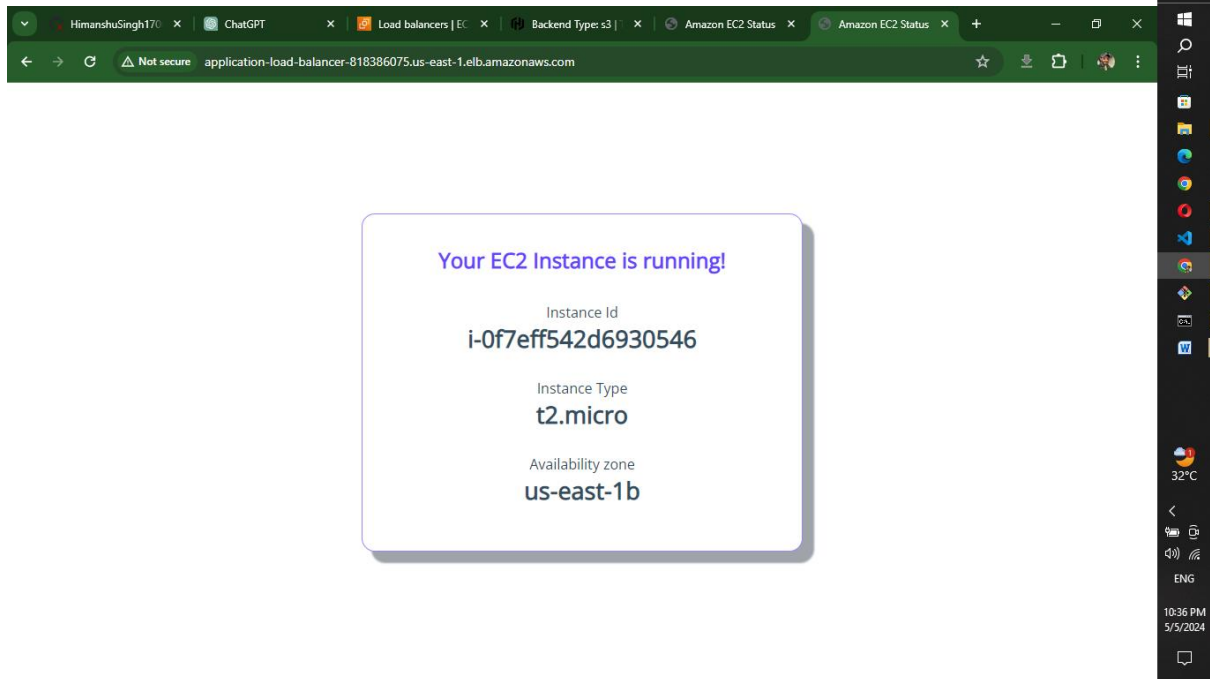 HimanshuSingh170
ChatGPT
Load balancers | EC
Backend Type: s3 |
Amazon EC2 Status
Amazon EC2 Status
Not secure
application-load-balancer-818386075.us-east-1.elb.amazonaws.com
Your EC2 Instance is running!
Instance Id
i-0f7eff542d6930546
Instance Type
t2.micro
Availability zone
us-east-1b
1
32°C
ENG
10:36 PM
5/5/2024